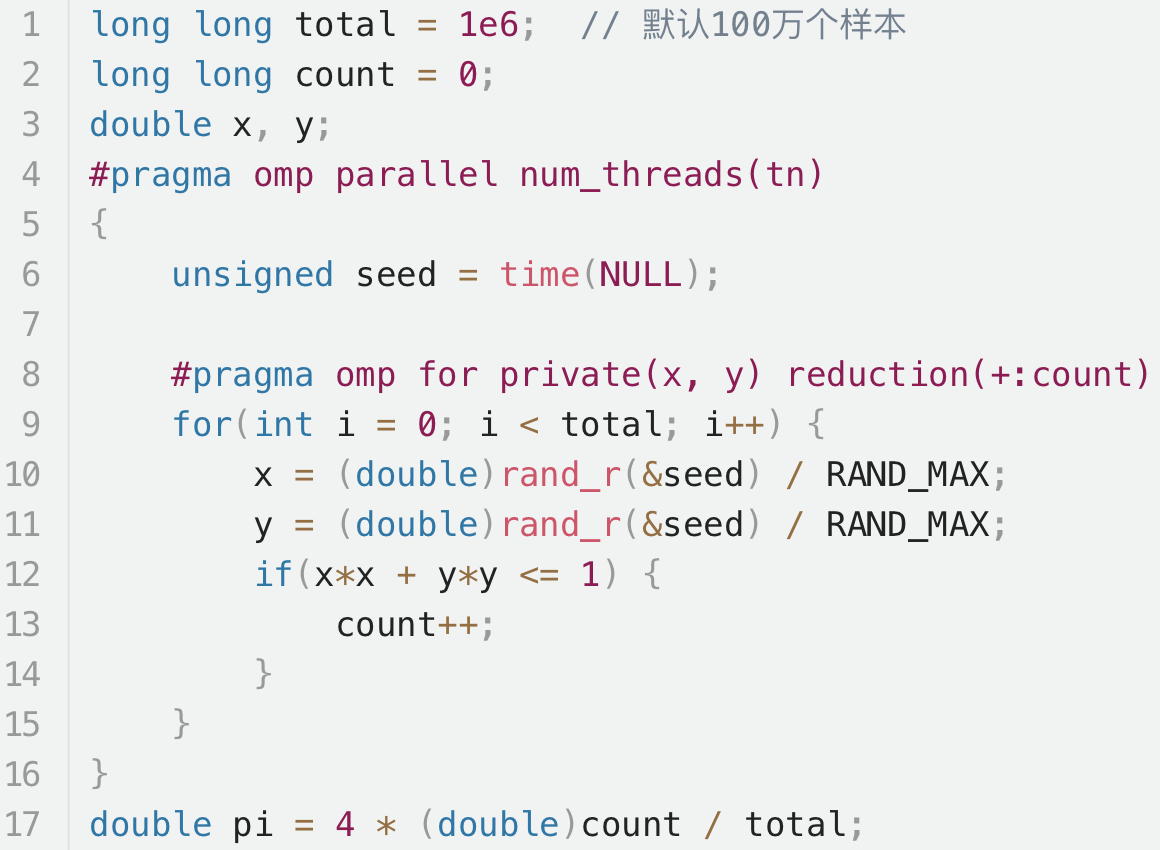 1 long long total = 1e6;  // 默认100万个样本
2 long long count = 0;
3 double x, y;
4 #pragma omp parallel num_threads(tn)
5 {
6     unsigned seed = time(NULL);
7
8     #pragma omp for private(x, y) reduction(+:count)
9     for(int i = 0; i < total; i++) {
10         x = (double)rand_r(&seed) / RAND_MAX;
11         y = (double)rand_r(&seed) / RAND_MAX;
12         if(x*x + y*y <= 1) {
13             count++;
14         }
15     }
16 }
17 double pi = 4 * (double)count / total;